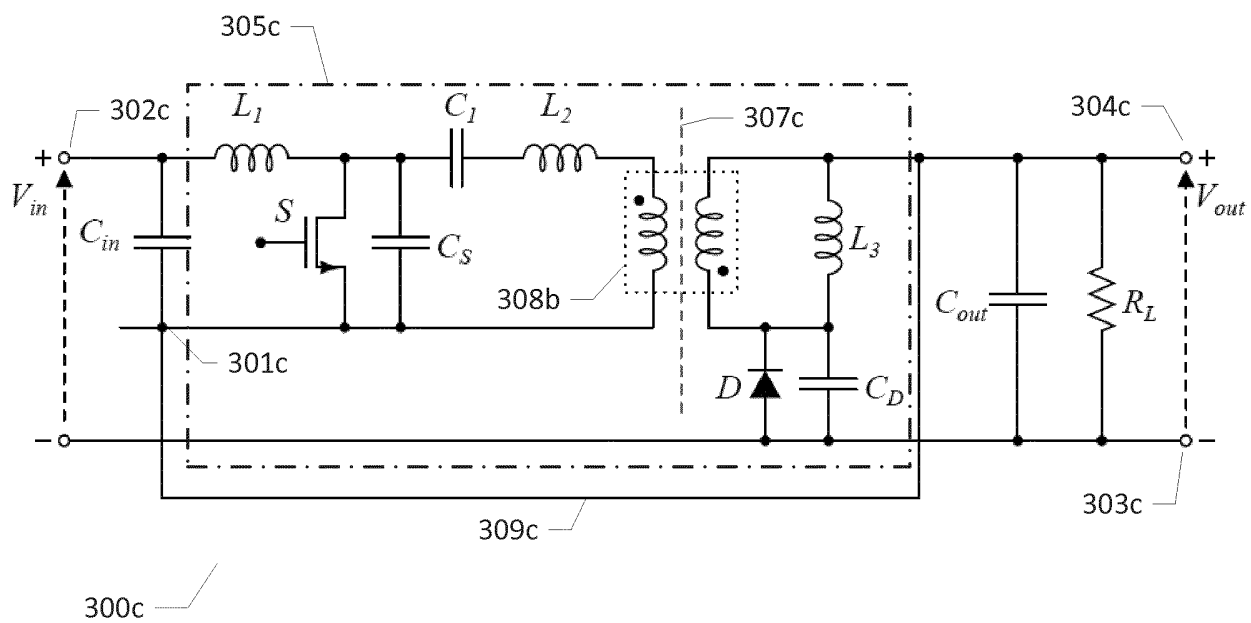 305c
302c
L1
C1
L2
307c
304c
+
+
Vin
Vout
S
Cin
CS
L3
308b
Cout
RL
301c
D
CD
−
−
303c
309c
300c